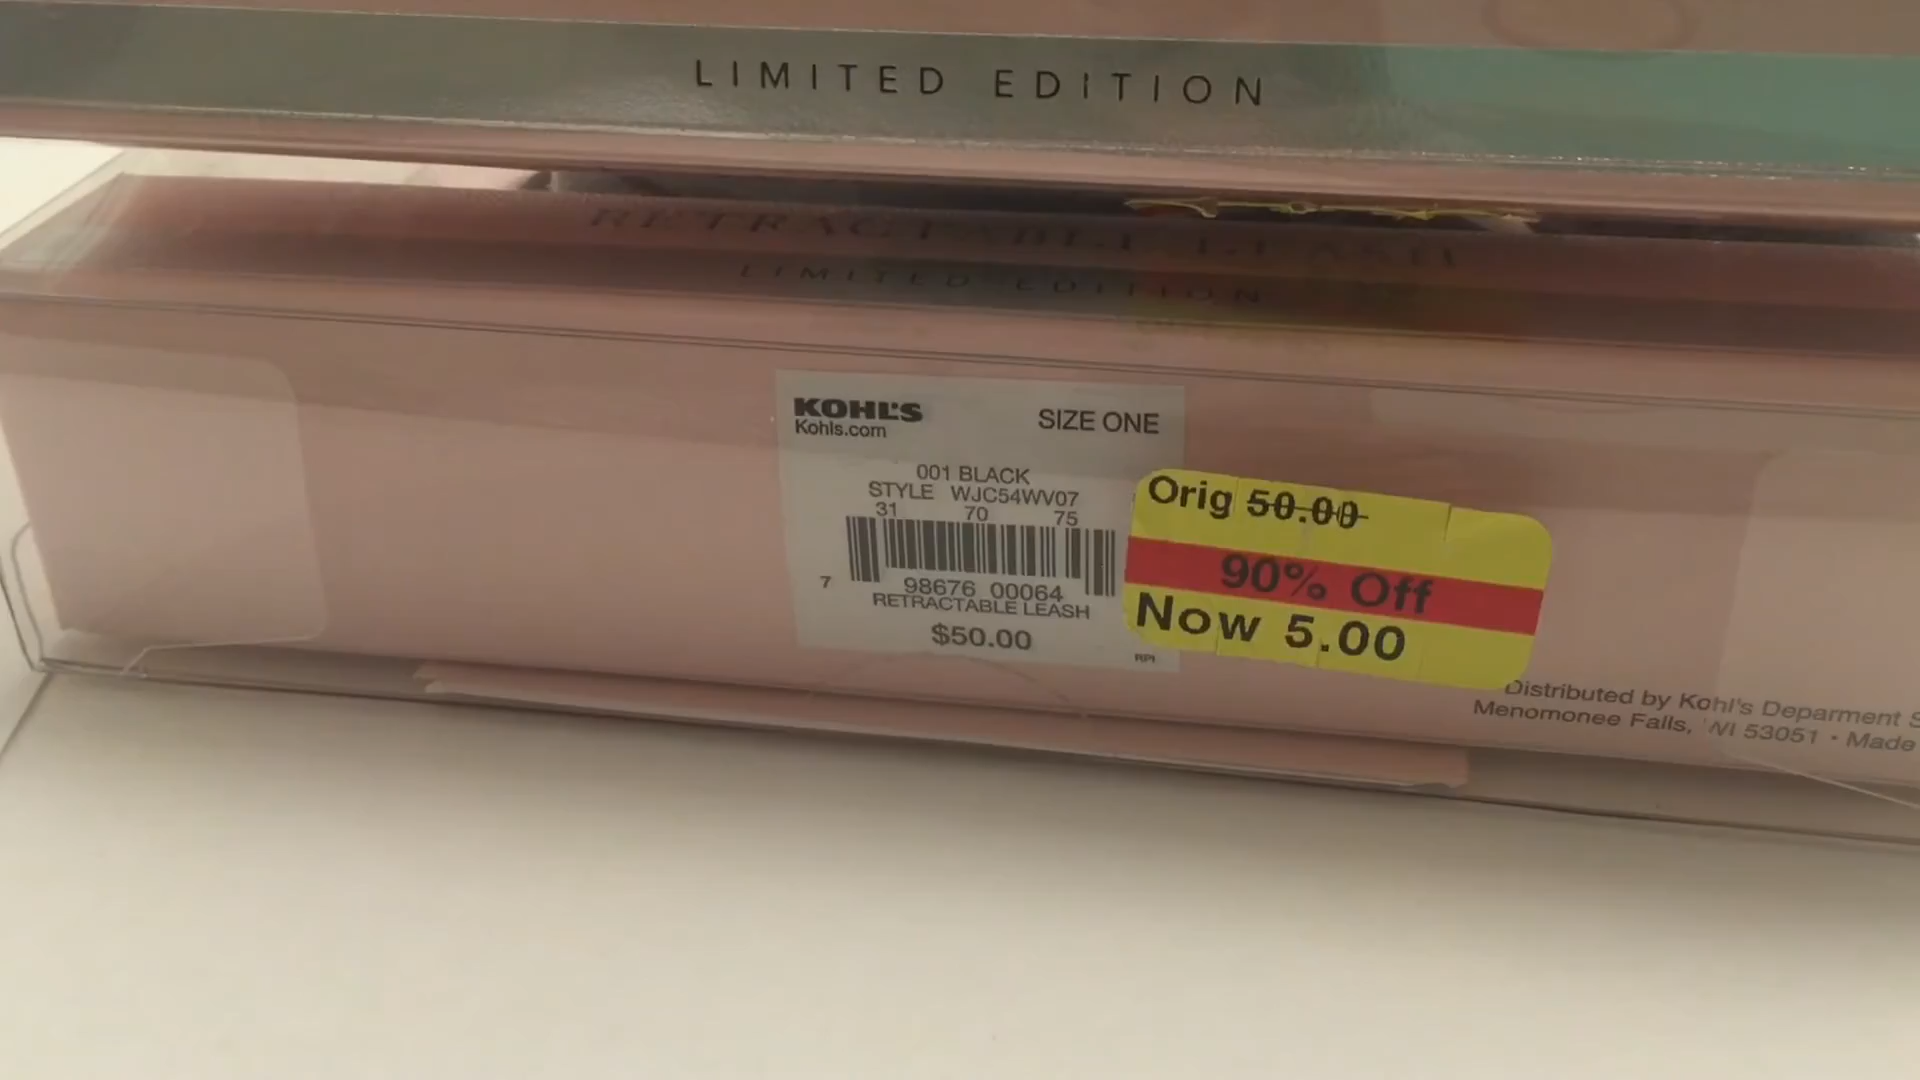 LIMITED EDITION
RETRACTABLE LEASH
LIMITED EDITION
KOHL'S
Kohls.com
SIZE ONE
001 BLACK
STYLE WJC54WV07
31 70 75
7 98676 00064
RETRACTABLE LEASH
$50.00
RPI
Orig 50.00
90% Off
Now 5.00
Distributed by Kohl's Deparment S
Menomonee Falls, WI 53051 • Made